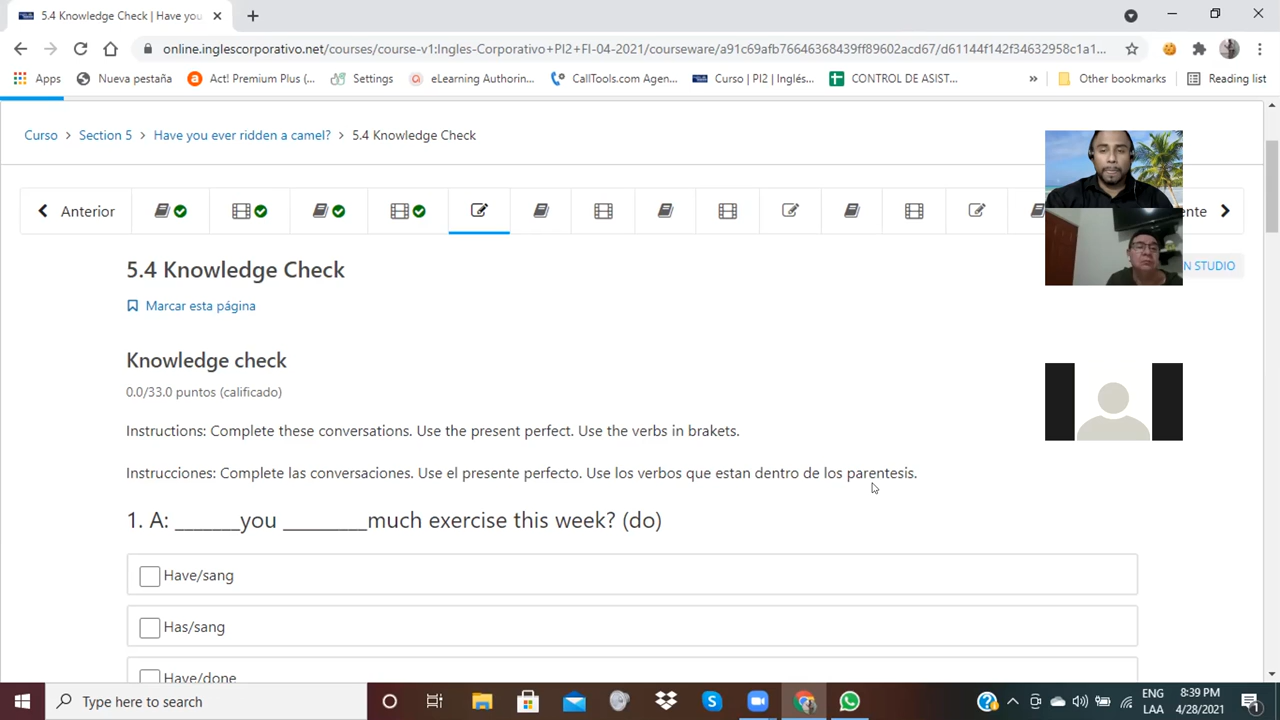 5.4 Knowledge Check | Have you
online.inglescorporativo.net/courses/course-v1:Ingles-Corporativo+PI2+FI-04-2021/courseware/a91c69afb76646368439ff89602acd67/d61144f142f34632958c1a1...
Apps Nueva pestaña Act! Premium Plus (... Settings eLearning Authorin... CallTools.com Agen... Curso | PI2 | Inglés... CONTROL DE ASIST... » Other bookmarks Reading list
Curso > Section 5 > Have you ever ridden a camel? > 5.4 Knowledge Check
Anterior ente
5.4 Knowledge Check
N STUDIO
Marcar esta página
Knowledge check
0.0/33.0 puntos (calificado)
Instructions: Complete these conversations. Use the present perfect. Use the verbs in brakets.
Instrucciones: Complete las conversaciones. Use el presente perfecto. Use los verbos que estan dentro de los parentesis.
1. A: _______you _________much exercise this week? (do)
Have/sang
Has/sang
Have/done
Type here to search
ENG 8:39 PM
LAA 4/28/2021